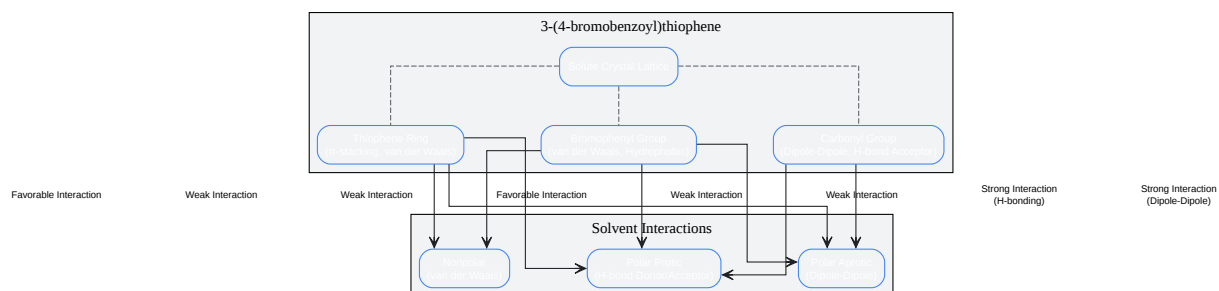 3-(4-bromobenzoyl)thiophene
Solute Crystal Lattice
Thiophene Ring
(π-stacking, van der Waals)
Bromophenyl Group
(van der Waals, Hydrophobic)
Carbonyl Group
(Dipole-Dipole, H-bond Acceptor)
Favorable Interaction
Weak Interaction
Weak Interaction
Favorable Interaction
Weak Interaction
Weak Interaction
Strong Interaction
(H-bonding)
Strong Interaction
(Dipole-Dipole)
Solvent Interactions
Nonpolar
(van der Waals)
Polar Protic
(H-bond Donor/Acceptor)
Polar Aprotic
(Dipole-Dipole)